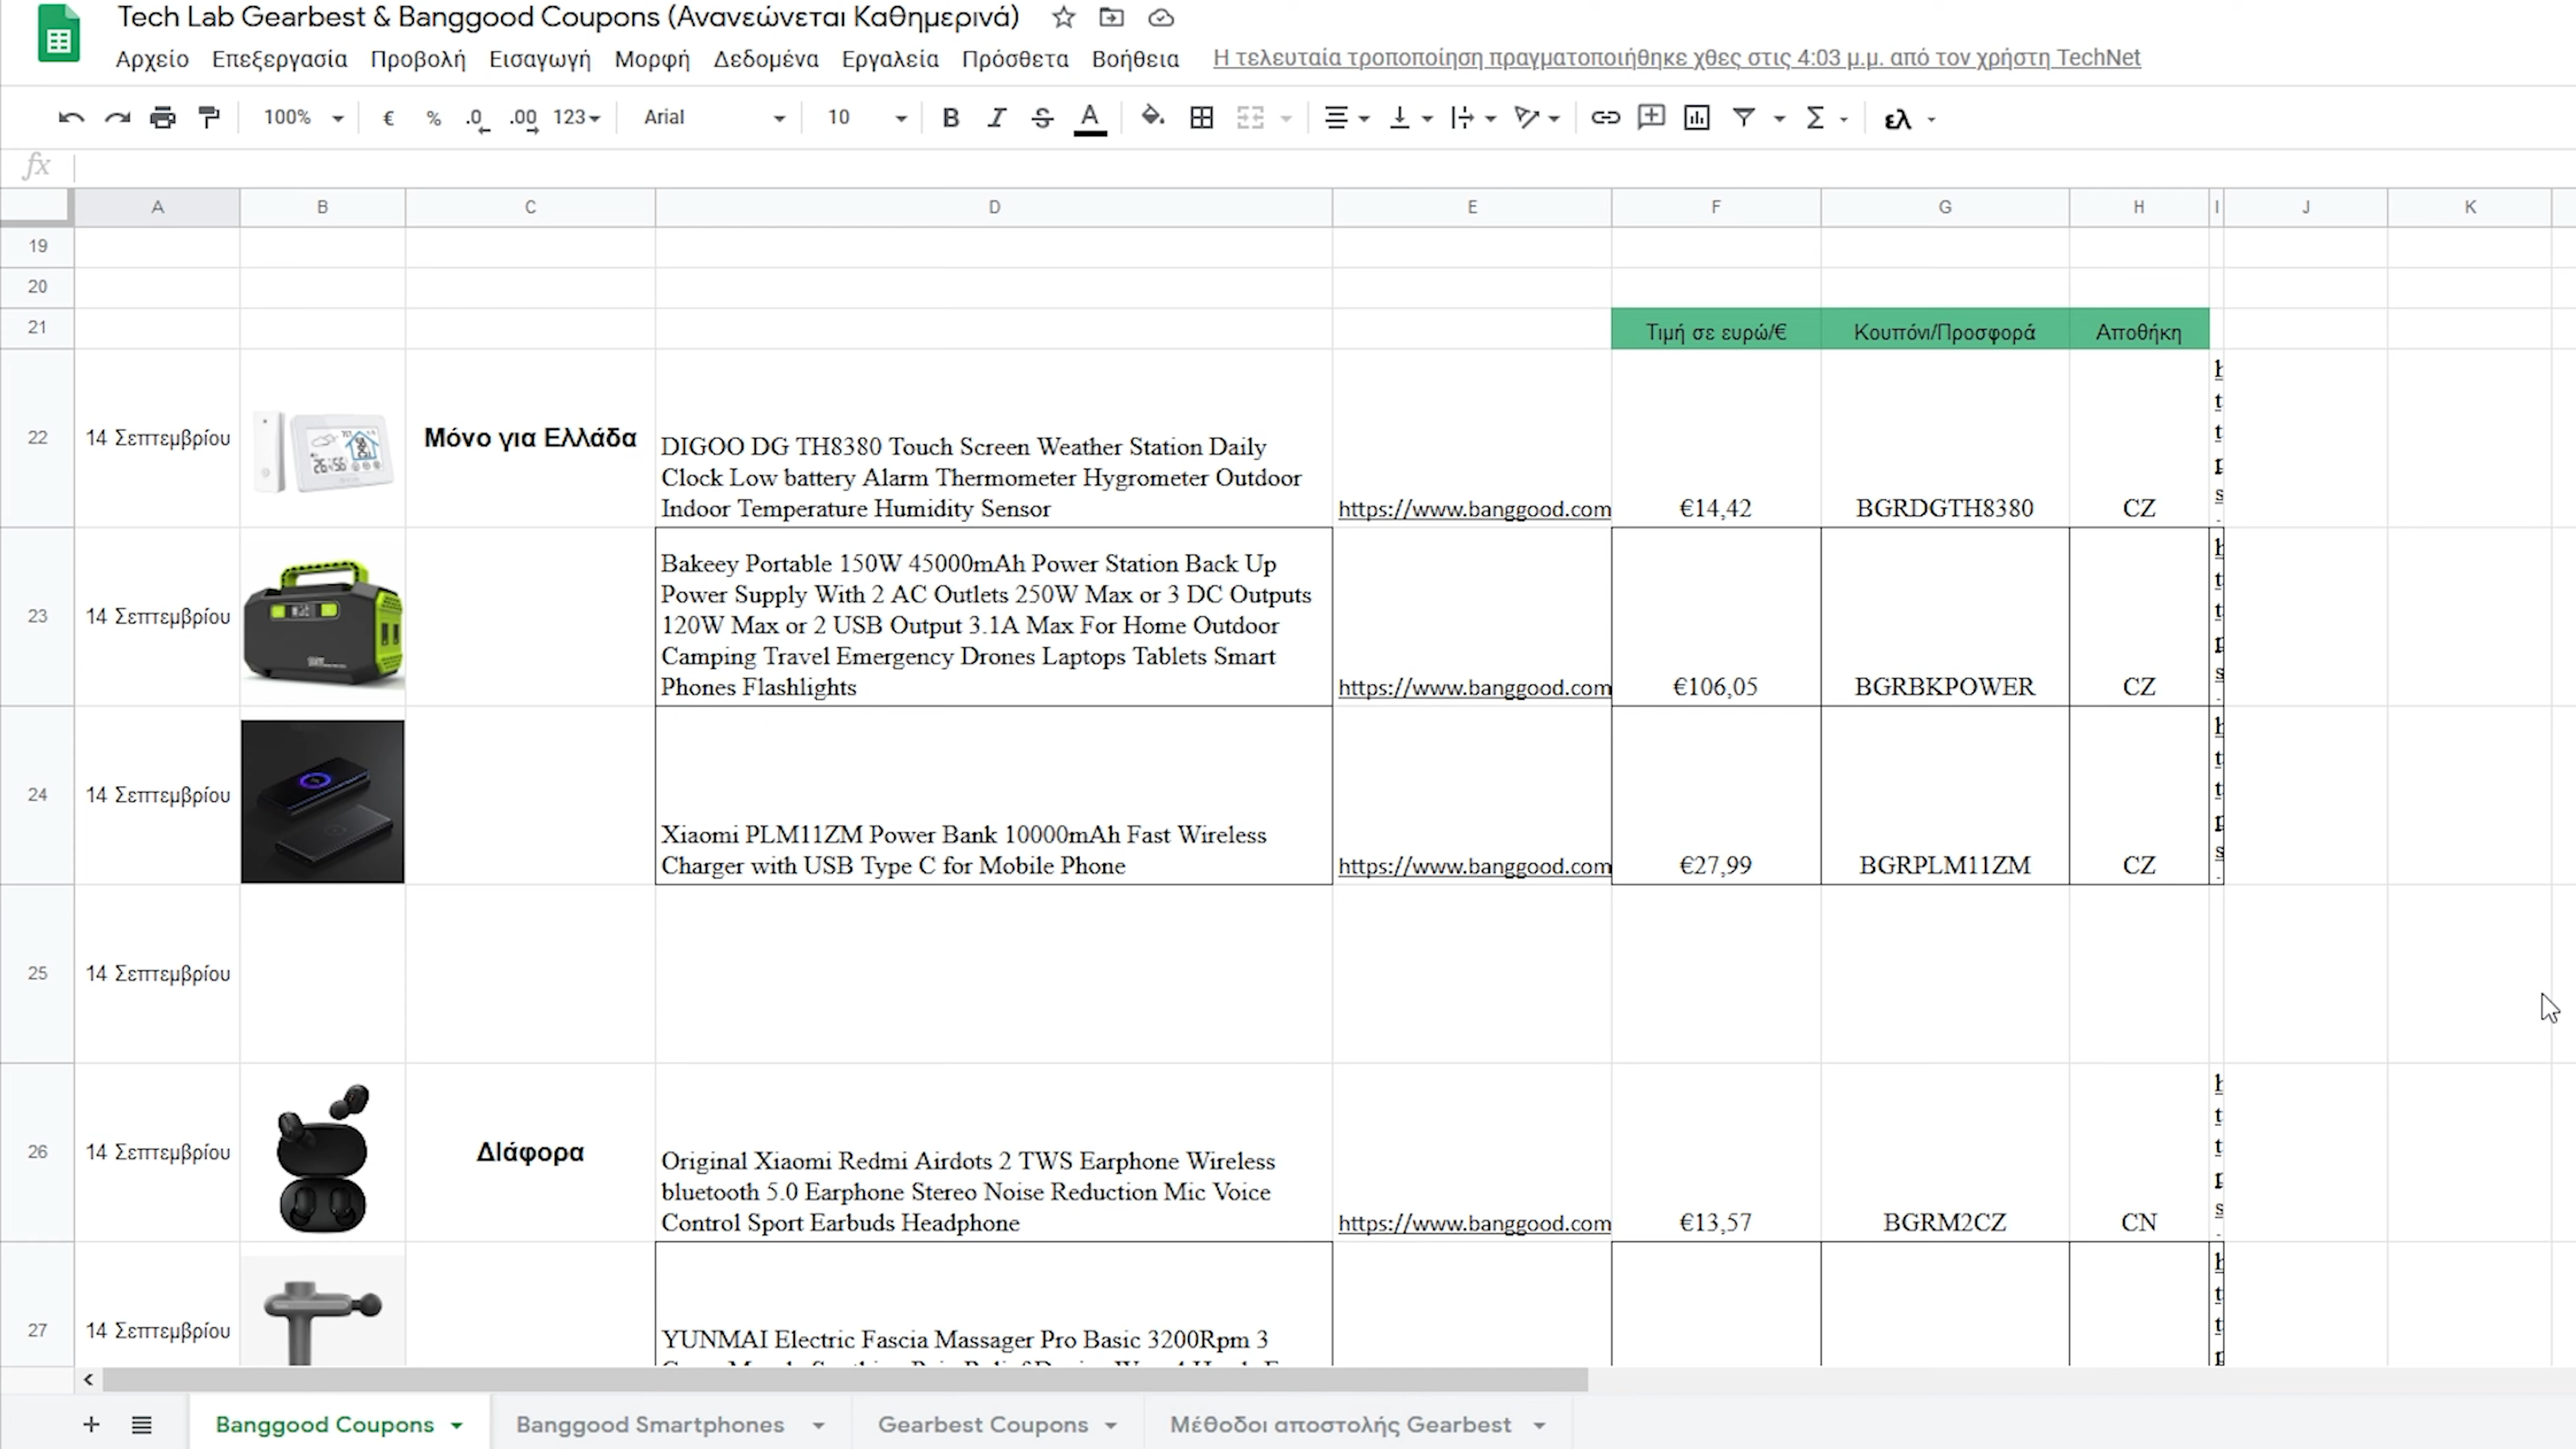 Tech Lab Gearbest & Banggood Coupons (Ανανεώνεται Καθημερινά)
Αρχείο Επεξεργασία Προβολή Εισαγωγή Μορφή Δεδομένα Εργαλεία Πρόσθετα Βοήθεια Η τελευταία τροποποίηση πραγματοποιήθηκε χθες στις 4:03 μ.μ. από τον χρήστη TechNet
100% € % .0 .00 123 Arial 10 B I S A Σ ελ
fx
A B C D E F G H I J K
19
20
21 Τιμή σε ευρώ/€ Κουπόνι/Προσφορά Αποθήκη
22 14 Σεπτεμβρίου Μόνο για Ελλάδα
DIGOO DG TH8380 Touch Screen Weather Station Daily
Clock Low battery Alarm Thermometer Hygrometer Outdoor
Indoor Temperature Humidity Sensor https://www.banggood.com €14,42 BGRDGTH8380 CZ https
23 14 Σεπτεμβρίου
Bakeey Portable 150W 45000mAh Power Station Back Up
Power Supply With 2 AC Outlets 250W Max or 3 DC Outputs
120W Max or 2 USB Output 3.1A Max For Home Outdoor
Camping Travel Emergency Drones Laptops Tablets Smart
Phones Flashlights https://www.banggood.com €106,05 BGRBKPOWER CZ https
24 14 Σεπτεμβρίου
Xiaomi PLM11ZM Power Bank 10000mAh Fast Wireless
Charger with USB Type C for Mobile Phone https://www.banggood.com €27,99 BGRPLM11ZM CZ https
25 14 Σεπτεμβρίου
26 14 Σεπτεμβρίου ΔΙάφορα
Original Xiaomi Redmi Airdots 2 TWS Earphone Wireless
bluetooth 5.0 Earphone Stereo Noise Reduction Mic Voice
Control Sport Earbuds Headphone https://www.banggood.com €13,57 BGRM2CZ CN https
27 14 Σεπτεμβρίου
YUNMAI Electric Fascia Massager Pro Basic 3200Rpm 3
Banggood Coupons Banggood Smartphones Gearbest Coupons Μέθοδοι αποστολής Gearbest